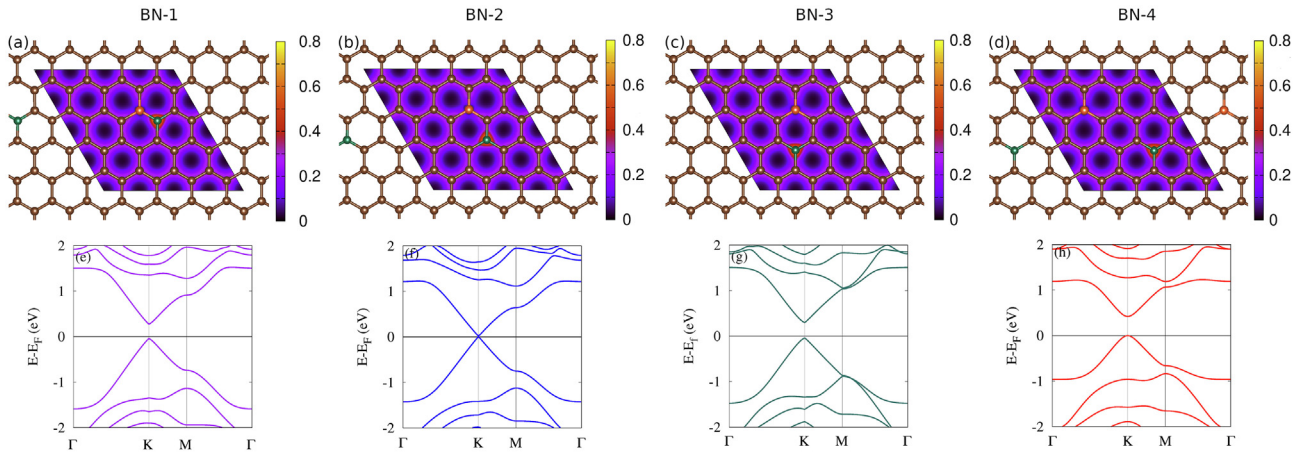 BN-1
BN-2
BN-3
BN-4
(a)
0.8
0.6
0.4
0.2
0
(b)
0.8
0.6
0.4
0.2
0
(c)
0.8
0.6
0.4
0.2
0
(d)
0.8
0.6
0.4
0.2
0
(e)
E-E_F (eV)
2
1
0
-1
-2
Γ K M Γ
(f)
E-E_F (eV)
2
1
0
-1
-2
Γ K M Γ
(g)
E-E_f (eV)
2
1
0
-1
-2
Γ K M Γ
(h)
E-E_F (eV)
2
1
0
-1
-2
Γ K M Γ